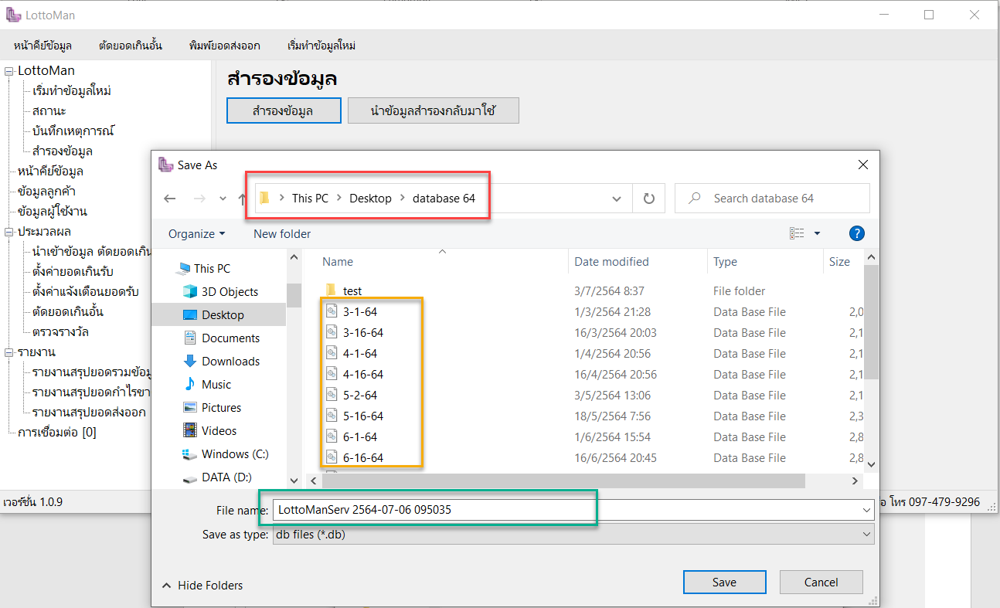 LottoMan
หน้าคีย์ข้อมูล ตัดยอดเกินอั้น พิมพ์ยอดส่งออก เริ่มทำข้อมูลใหม่
LottoMan
เริ่มทำข้อมูลใหม่
สถานะ
บันทึกเหตุการณ์
สำรองข้อมูล
หน้าคีย์ข้อมูล
ข้อมูลลูกค้า
ข้อมูลผู้ใช้งาน
ประมวลผล
นำเข้าข้อมูล ตัดยอดเกิน
ตั้งค่ายอดเกินรับ
ตั้งค่าแจ้งเตือนยอดรับ
ตัดยอดเกินอั้น
ตรวจรางวัล
รายงาน
รายงานสรุปยอดรวมข้อมู
รายงานสรุปยอดกำไรขา
รายงานสรุปยอดส่งออก
การเชื่อมต่อ [0]
สำรองข้อมูล
สำรองข้อมูล นำข้อมูลสำรองกลับมาใช้
Save As
This PC Desktop database 64
Search database 64
Organize New folder
This PC
3D Objects
Desktop
Documents
Downloads
Music
Pictures
Videos
Windows (C:)
DATA (D:)
Name Date modified Type Size
test 3/7/2564 8:37 File folder
3-1-64 1/3/2564 21:28 Data Base File 2,0
3-16-64 16/3/2564 20:03 Data Base File 2,1
4-1-64 1/4/2564 20:56 Data Base File 2,1
4-16-64 16/4/2564 20:56 Data Base File 2,1
5-2-64 3/5/2564 13:06 Data Base File 2,1
5-16-64 18/5/2564 7:56 Data Base File 2,3
6-1-64 1/6/2564 15:54 Data Base File 2,8
6-16-64 16/6/2564 20:45 Data Base File 2,8
File name: LottoManServ 2564-07-06 095035
Save as type: db files (*.db)
Hide Folders Save Cancel
เวอร์ชั่น 1.0.9
อ โทร 097-479-9296